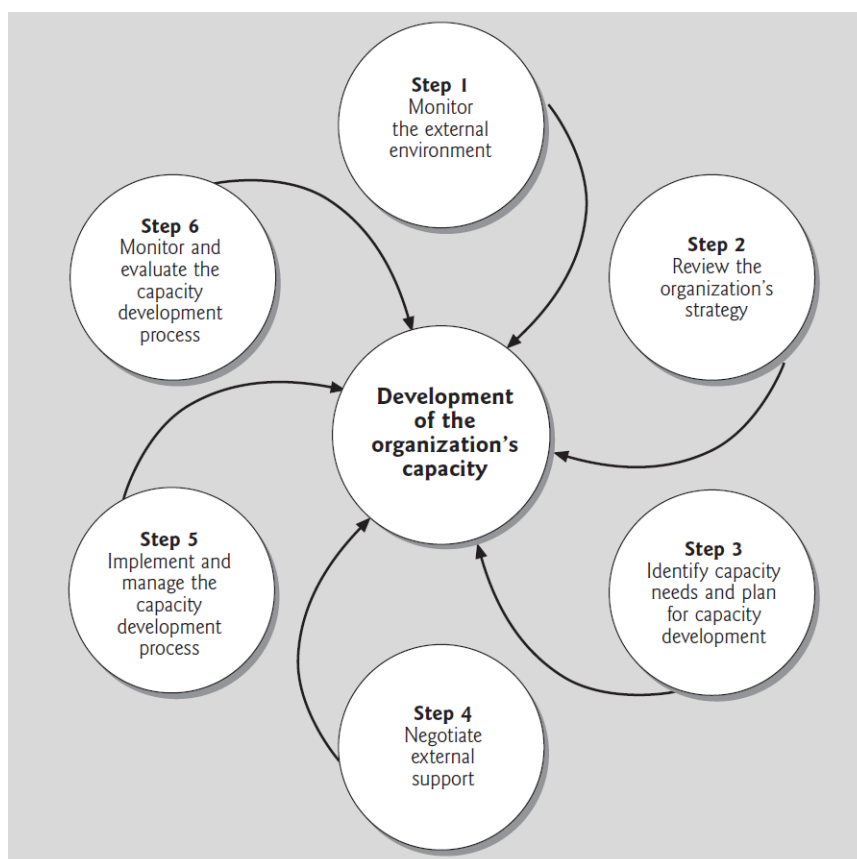 Step 1
Monitor
the external
environment
Step 2
Review the
organization's
strategy
Step 3
Identify capacity
needs and plan
for capacity
development
Step 4
Negotiate
external
support
Step 5
Implement and
manage the
capacity
development
process
Step 6
Monitor and
evaluate the
capacity
development
process
Development
of the
organization's
capacity